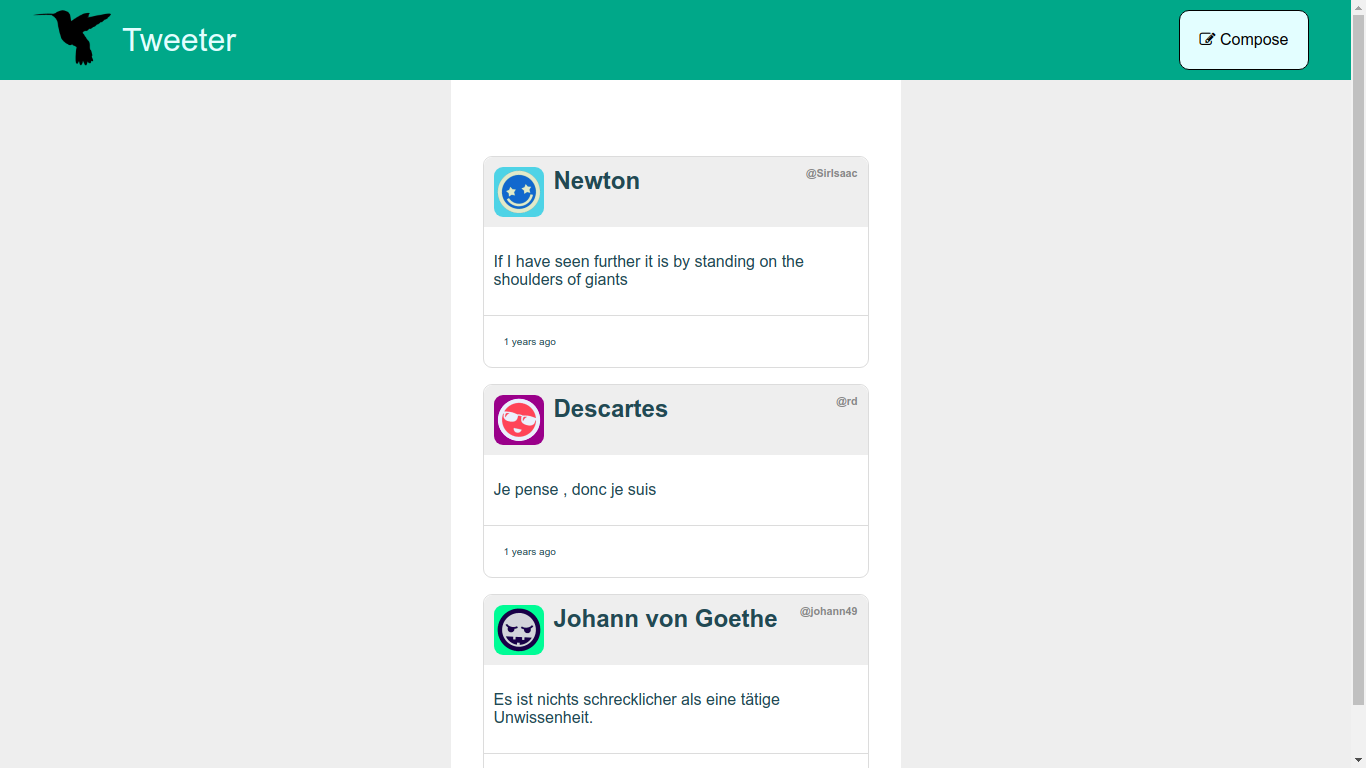 Tweeter
Compose
Newton
@SirIsaac
If I have seen further it is by standing on the
shoulders of giants
1 years ago
Descartes
@rd
Je pense , donc je suis
1 years ago
Johann von Goethe
@johann49
Es ist nichts schrecklicher als eine tätige
Unwissenheit.